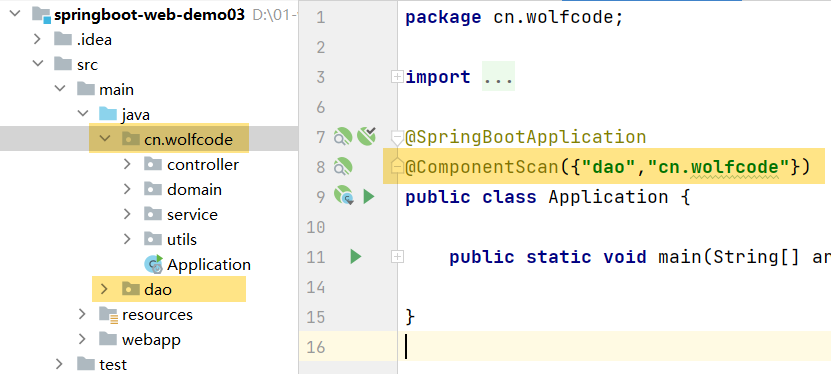 springboot-web-demo03 D:\01-
.idea
src
main
java
cn.wolfcode
controller
domain
service
utils
Application
dao
resources
webapp
test
1 package cn.wolfcode;
2
3 import ...
6
7 @SpringBootApplication
8 @ComponentScan({"dao","cn.wolfcode"})
9 public class Application {
10
11 public static void main(String[] ar
14
15 }
16